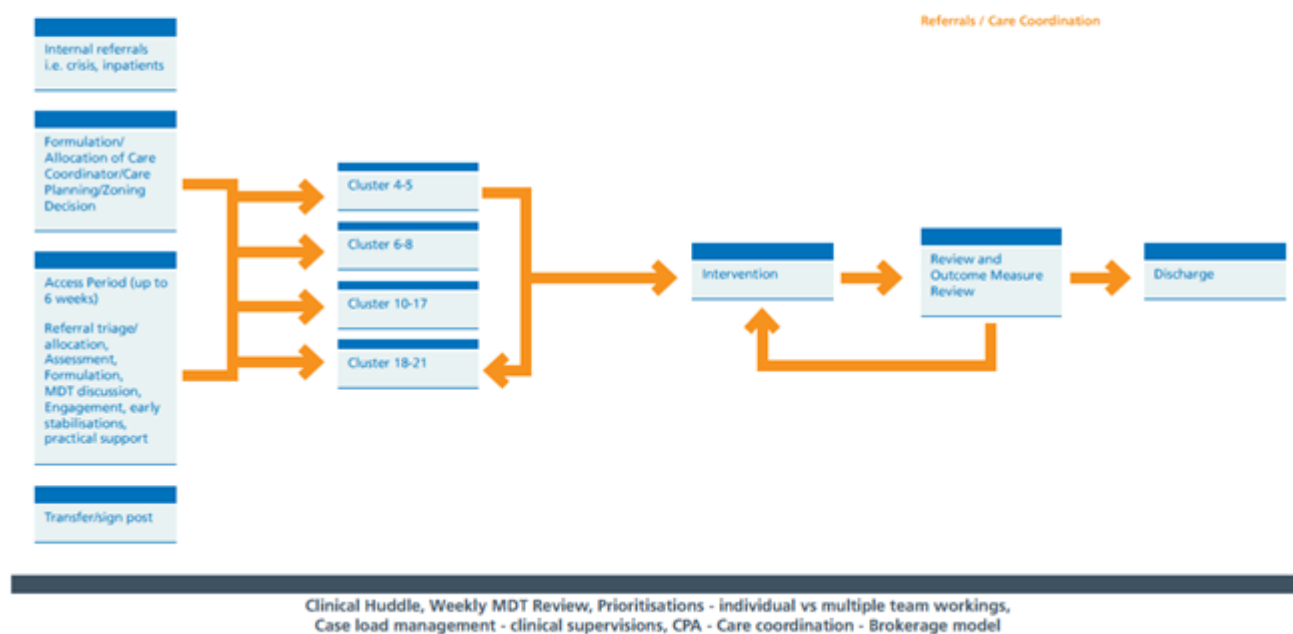 Referrals / Care Coordination
Internal referrals
i.e. crisis, inpatients
Formulation/
Allocation of Care
Coordinator/Care
Planning/Zoning
Decision
Access Period (up to
6 weeks)
Referral triage/
allocation,
Assessment,
Formulation,
MDT discussion,
Engagement, early
stabilisations,
practical support
Transfer/sign post
Cluster 4-5
Cluster 6-8
Cluster 10-17
Cluster 18-21
Intervention
Review and
Outcome Measure
Review
Discharge
Clinical Huddle, Weekly MDT Review, Prioritisations - individual vs multiple team workings,
Case load management - clinical supervisions, CPA - Care coordination - Brokerage model